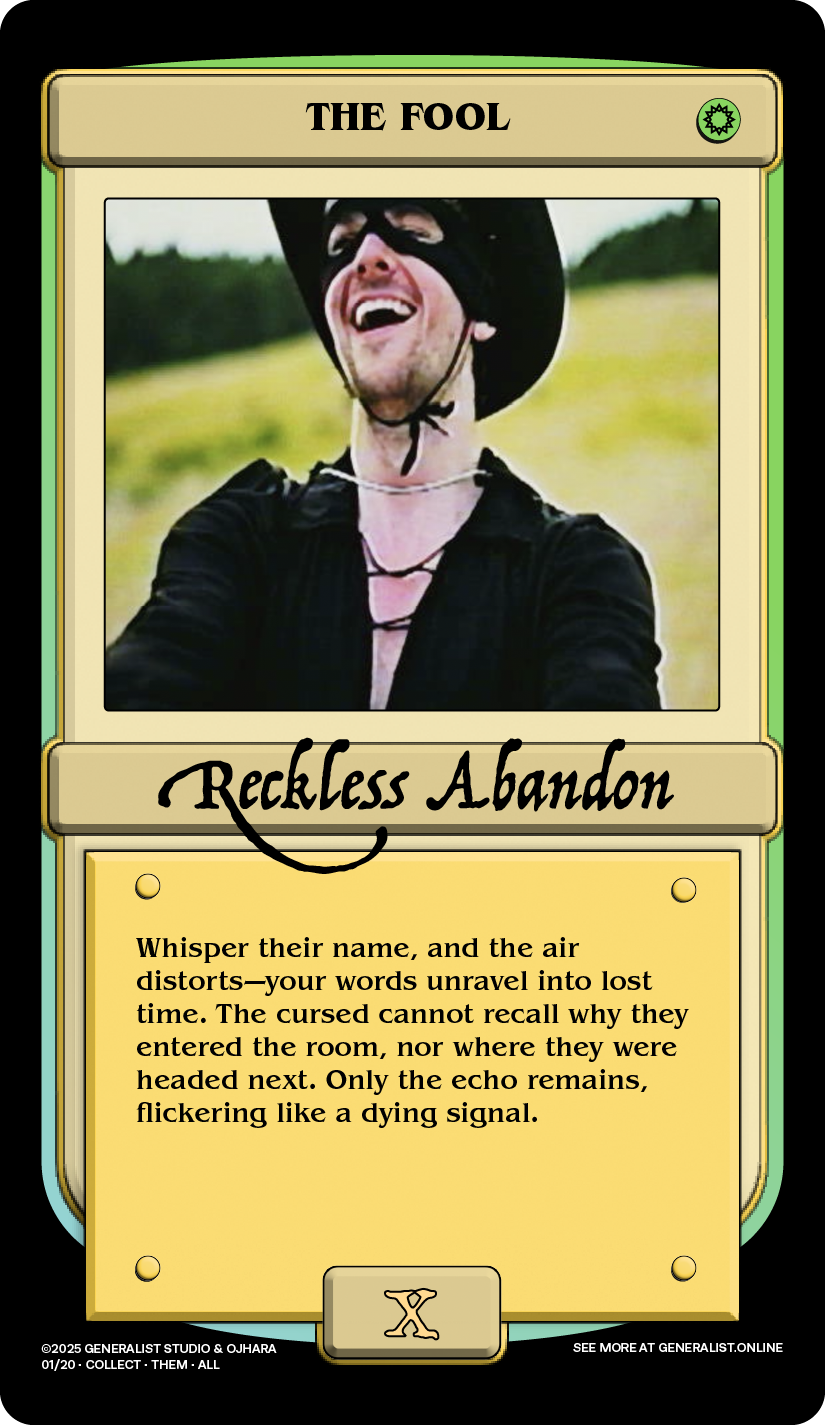 THE FOOL
Reckless Abandon
Whisper their name, and the air
distorts—your words unravel into lost
time. The cursed cannot recall why they
entered the room, nor where they were
headed next. Only the echo remains,
flickering like a dying signal.
X
©2025 GENERALIST STUDIO & OJHARA
01/20 · COLLECT · THEM · ALL
SEE MORE AT GENERALIST.ONLINE